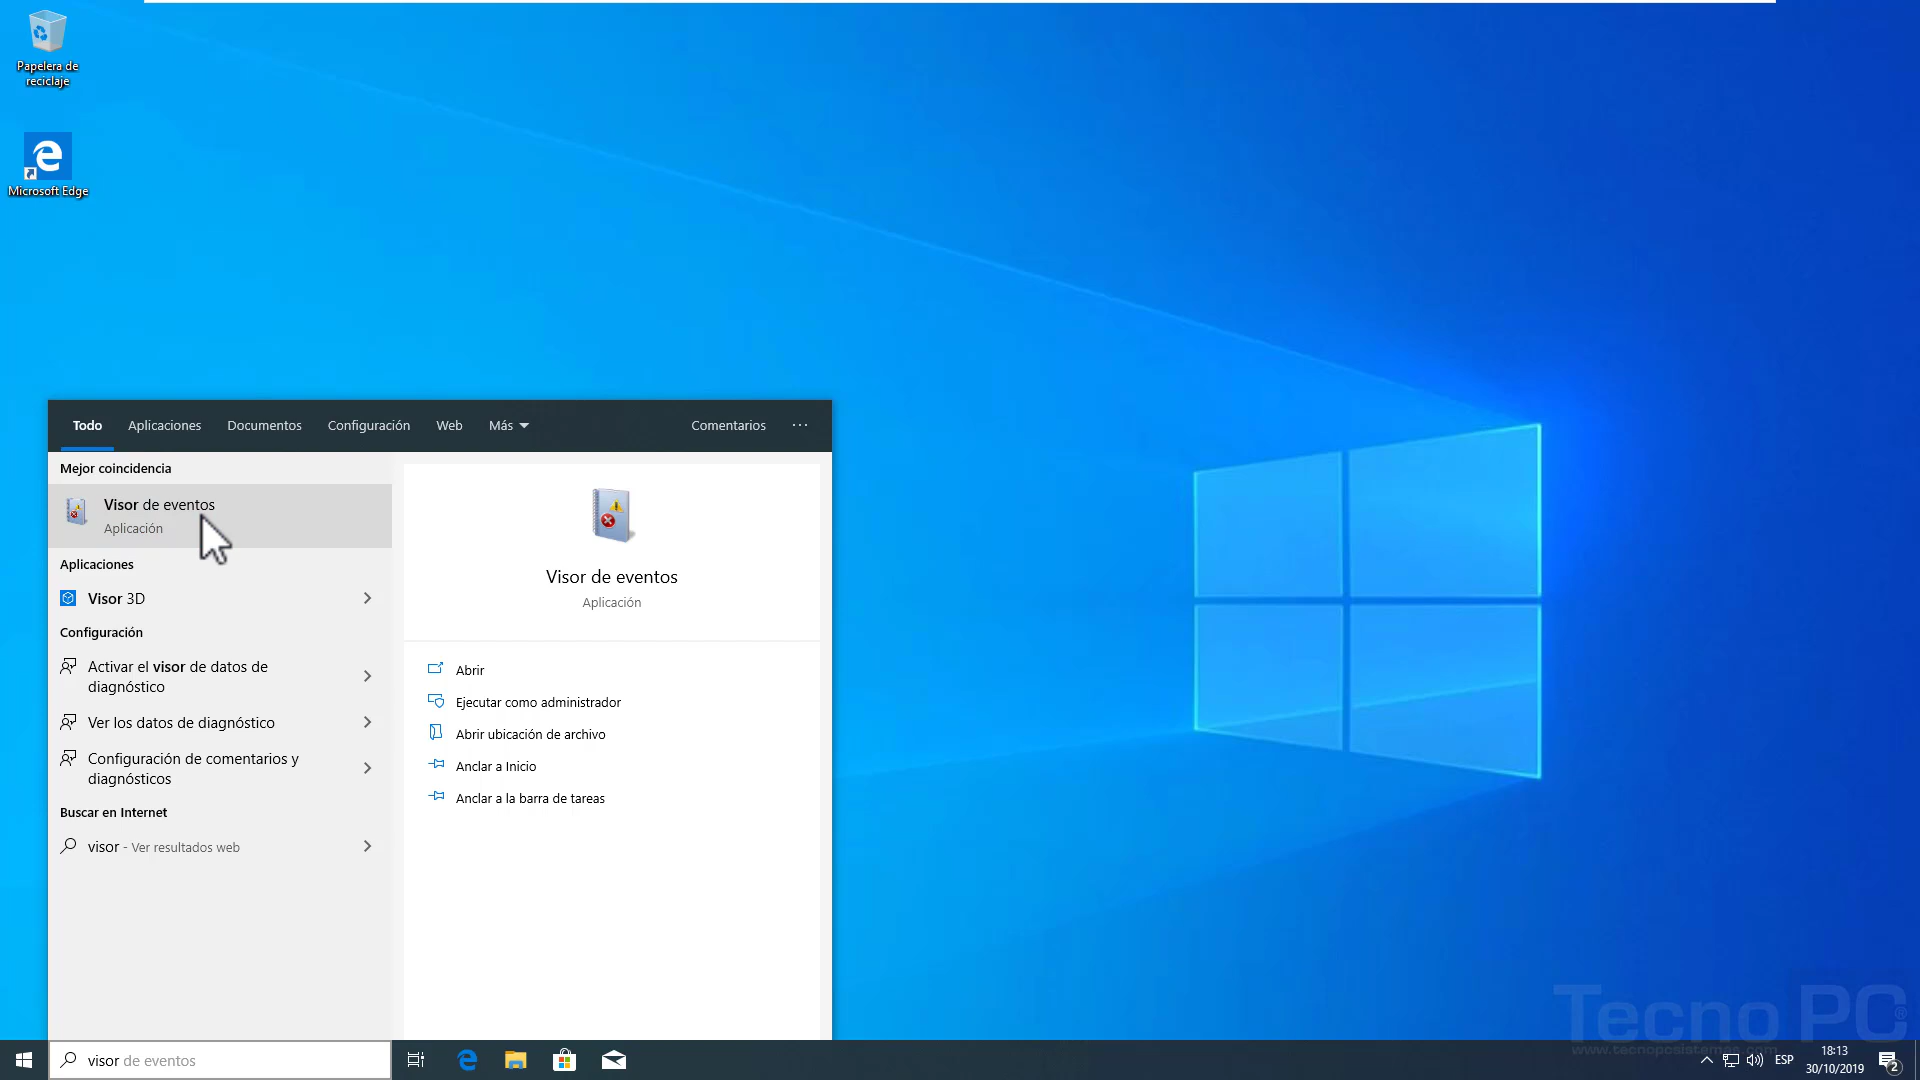 Papelera de
reciclaje
Microsoft Edge
Todo Aplicaciones Documentos Configuración Web Más Comentarios ...
Mejor coincidencia
Visor de eventos
Aplicación
Aplicaciones
Visor 3D
Configuración
Activar el visor de datos de
diagnóstico
Ver los datos de diagnóstico
Configuración de comentarios y
diagnósticos
Buscar en Internet
visor - Ver resultados web
Visor de eventos
Aplicación
Abrir
Ejecutar como administrador
Abrir ubicación de archivo
Anclar a Inicio
Anclar a la barra de tareas
Tecno PC®
www.tecnopcsistemas.com
visor de eventos
ESP
18:13
30/10/2019
2